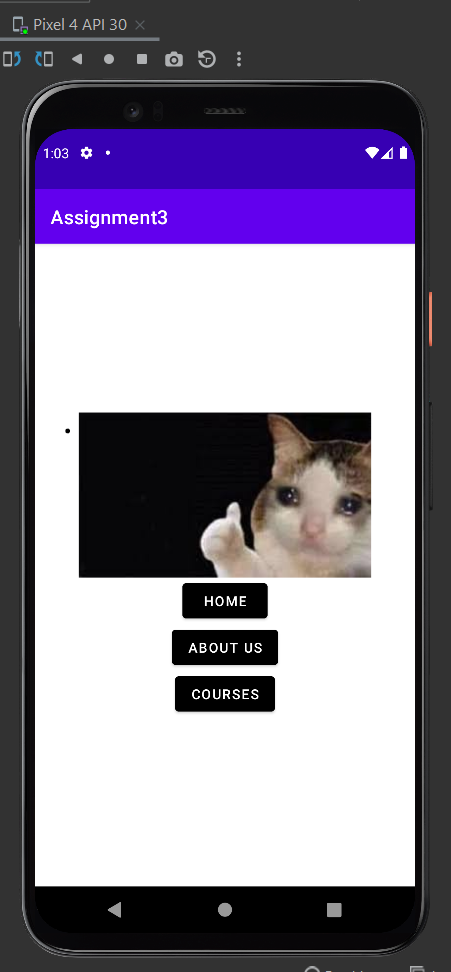 Pixel 4 API 30
1:03
Assignment3
HOME
ABOUT US
COURSES